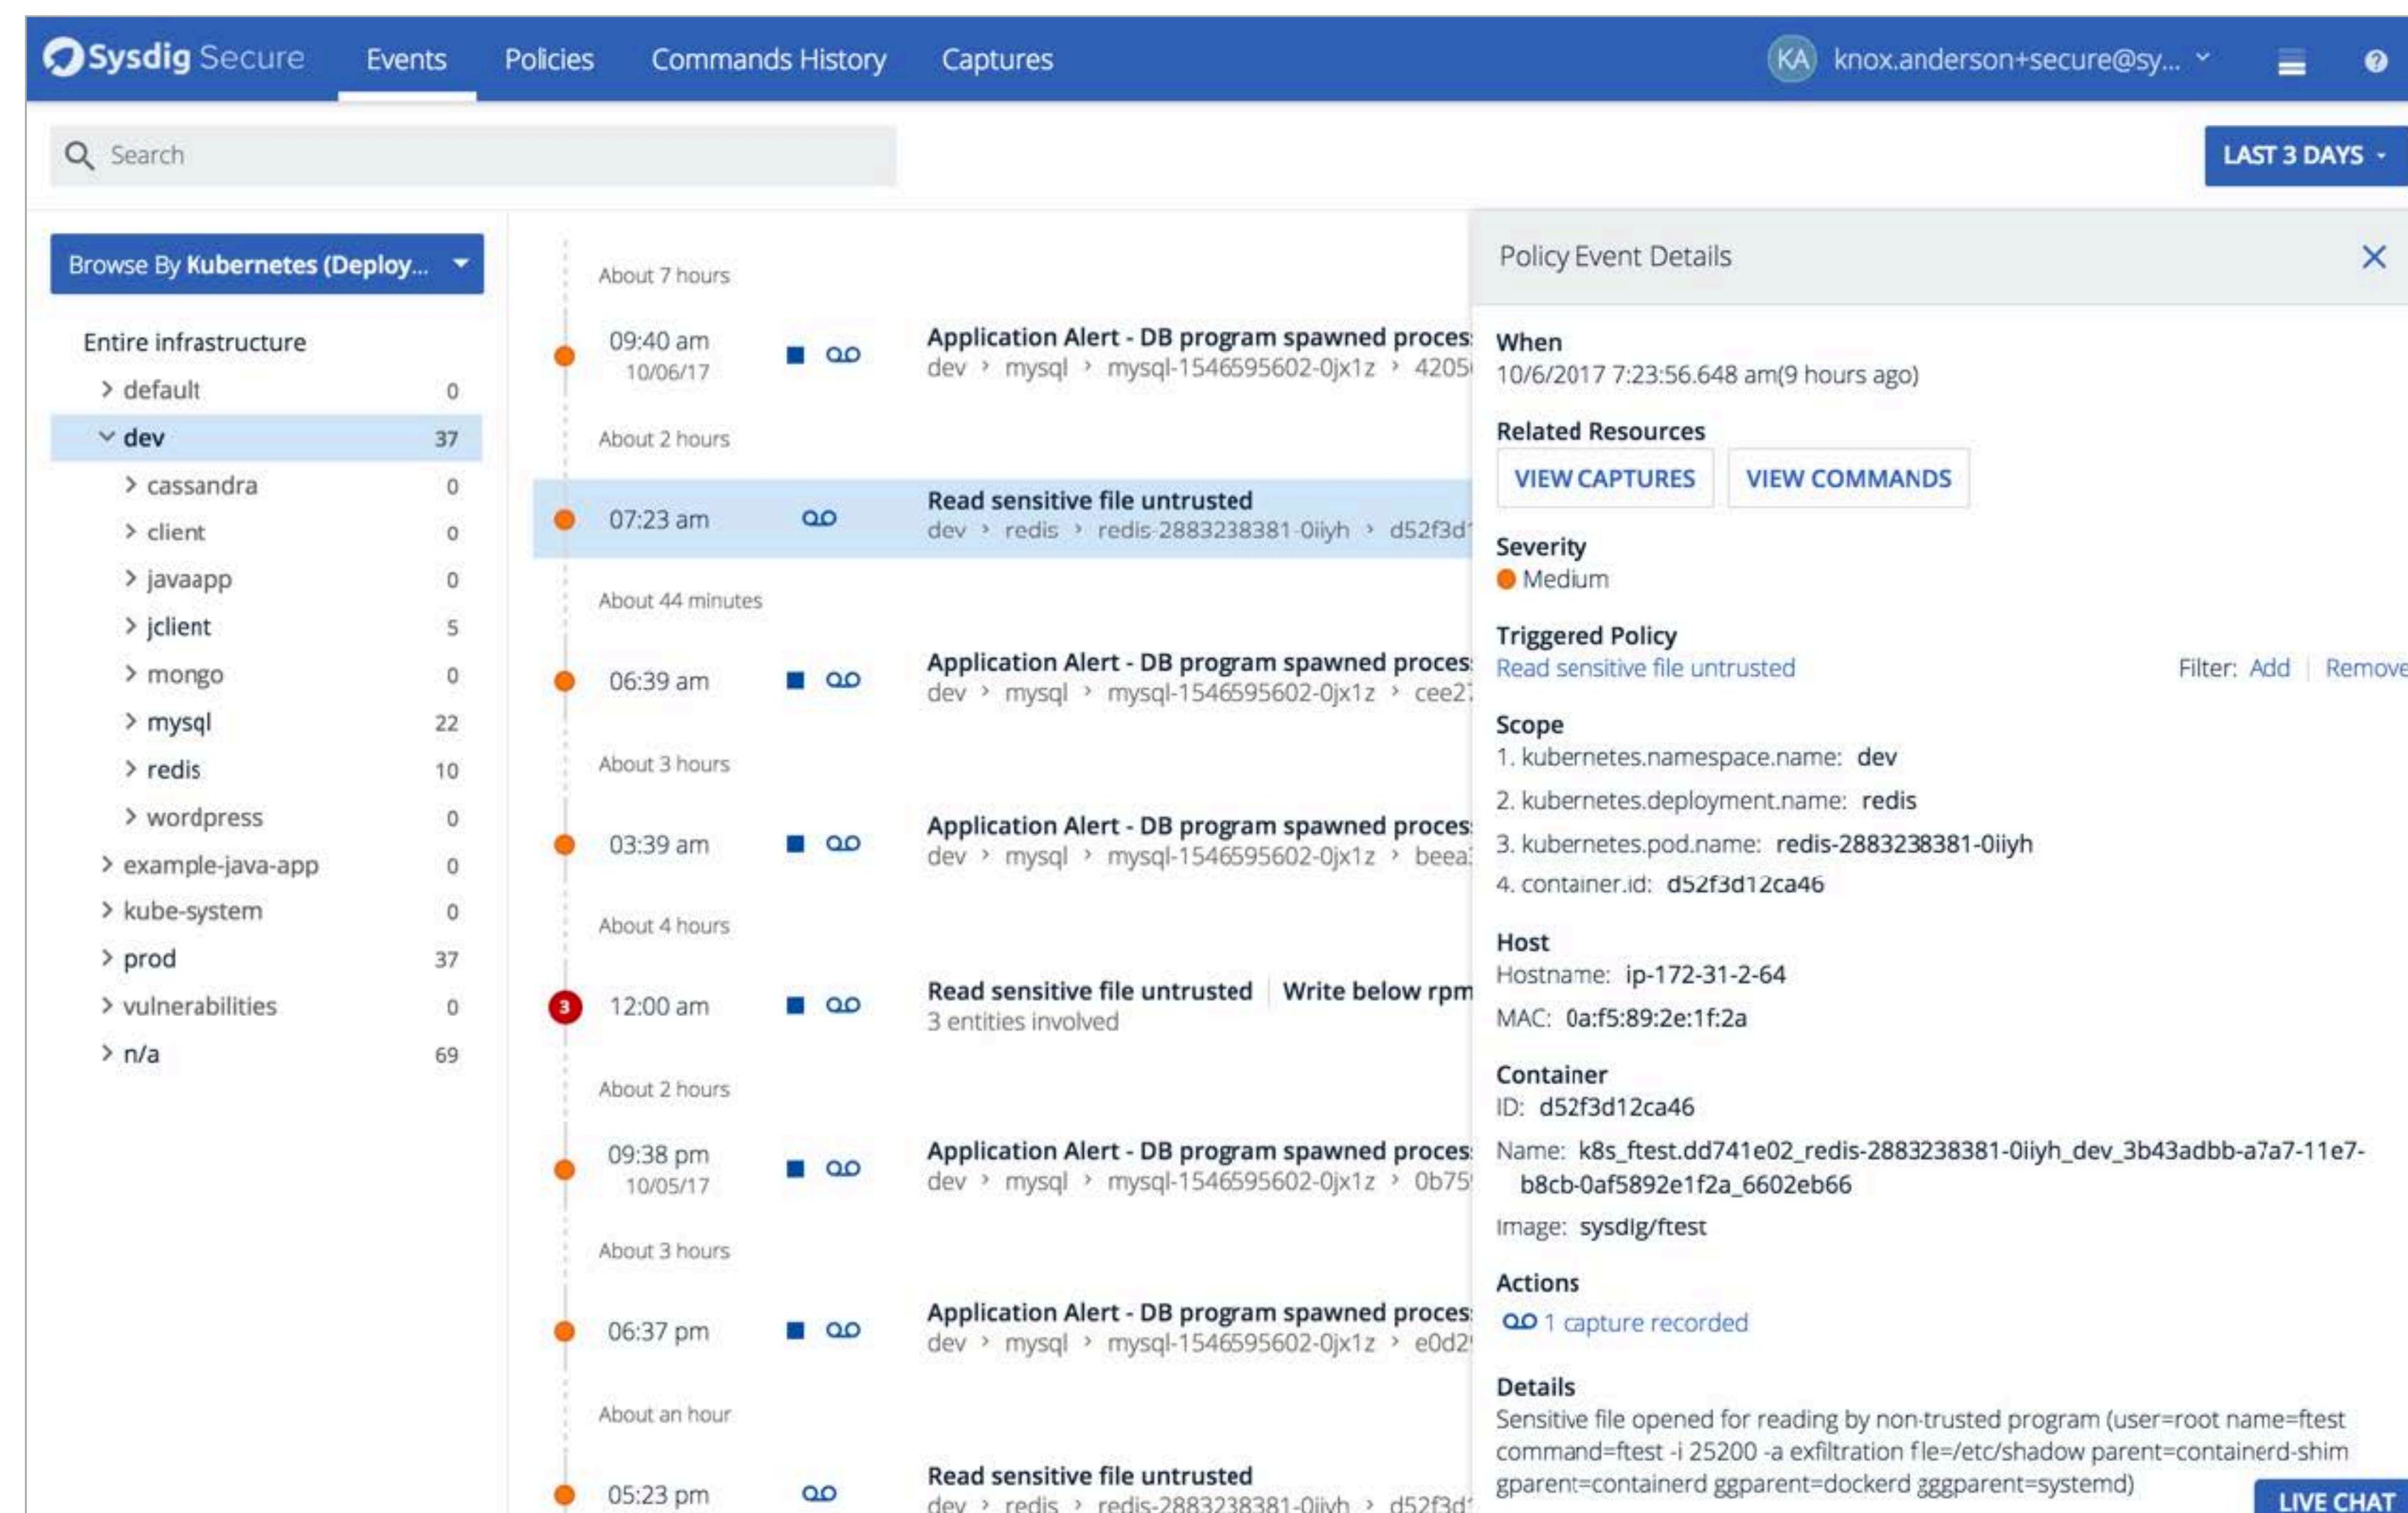 Sysdig Secure Events Policies Commands History Captures KA knox.anderson+secure@sy... ?
Search LAST 3 DAYS
Browse By Kubernetes (Deploy...
Entire infrastructure
default 0
dev 37
cassandra 0
client 0
javaapp 0
jclient 5
mongo 0
mysql 22
redis 10
wordpress 0
example-java-app 0
kube-system 0
prod 37
vulnerabilities 0
n/a 69
About 7 hours
09:40 am Application Alert - DB program spawned
10/06/17 dev > mysql > mysql-1546595602-0jx1z >
About 2 hours
07:23 am Read sensitive file untrusted
dev > redis > redis-2883238381-0iiyh >
About 44 minutes
06:39 am Application Alert - DB program spawned
dev > mysql > mysql-1546595602-0jx1z >
About 3 hours
03:39 am Application Alert - DB program spawned
dev > mysql > mysql-1546595602-0jx1z >
About 4 hours
3 12:00 am Read sensitive file untrusted | Write below rpm
3 entities involved
About 2 hours
09:38 pm Application Alert - DB program spawned
10/05/17 dev > mysql > mysql-1546595602-0jx1z >
About 3 hours
06:37 pm Application Alert - DB program spawned
dev > mysql > mysql-1546595602-0jx1z >
About an hour
05:23 pm Read sensitive file untrusted
dev > redis > redis-2883238381-0iiyh >
Policy Event Details
When
10/6/2017 7:23:56.648 am(9 hours ago)
Related Resources
VIEW CAPTURES VIEW COMMANDS
Severity
Medium
Triggered Policy
Read sensitive file untrusted Filter: Add | Remove
Scope
1. kubernetes.namespace.name: dev
2. kubernetes.deployment.name: redis
3. kubernetes.pod.name: redis-2883238381-0iiyh
4. container.id: d52f3d12ca46
Host
Hostname: ip-172-31-2-64
MAC: 0a:f5:89:2e:1f:2a
Container
ID: d52f3d12ca46
Name: k8s_ftest.dd741e02_redis-2883238381-0iiyh_dev_3b43adbb-a7a7-11e7-
b8cb-0af5892e1f2a_6602eb66
Image: sysdig/ftest
Actions
1 capture recorded
Details
Sensitive file opened for reading by non-trusted program (user=root name=ftest
command=ftest -i 25200 -a exfiltration file=/etc/shadow parent=containerd-shim
gparent=containerd ggparent=dockerd gggparent=systemd)
LIVE CHAT